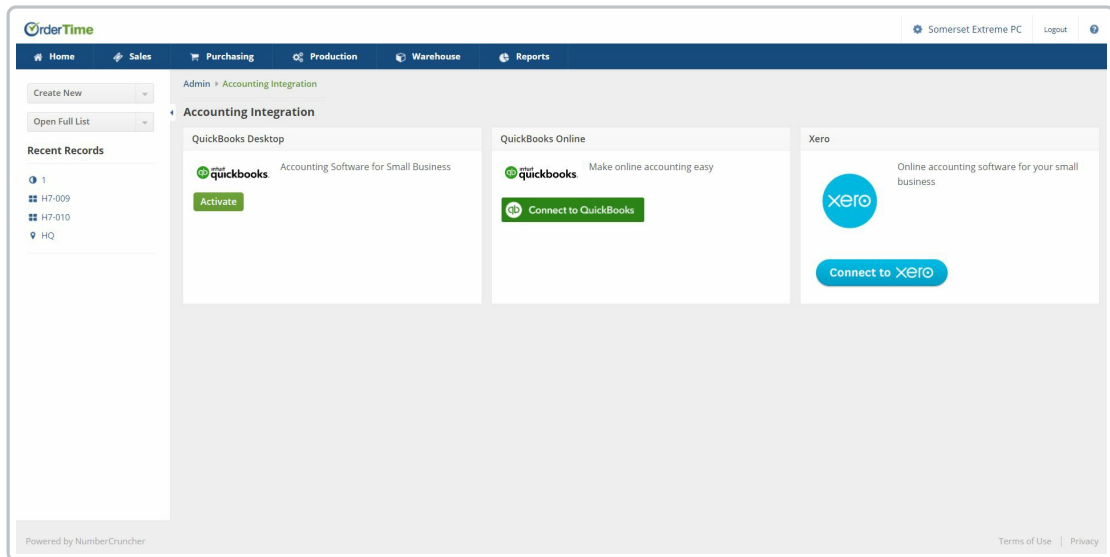 OrderTime
Somerset Extreme PC
Logout
Home
Sales
Purchasing
Production
Warehouse
Reports
Create New
Open Full List
Recent Records
1
H7-009
H7-010
HQ
Admin
Accounting Integration
Accounting Integration
QuickBooks Desktop
intuit
quickbooks.
Accounting Software for Small Business
Activate
QuickBooks Online
intuit
quickbooks.
Make online accounting easy
qb Connect to QuickBooks
Xero
xero
Online accounting software for your small
business
Connect to xero
Powered by NumberCruncher
Terms of Use | Privacy